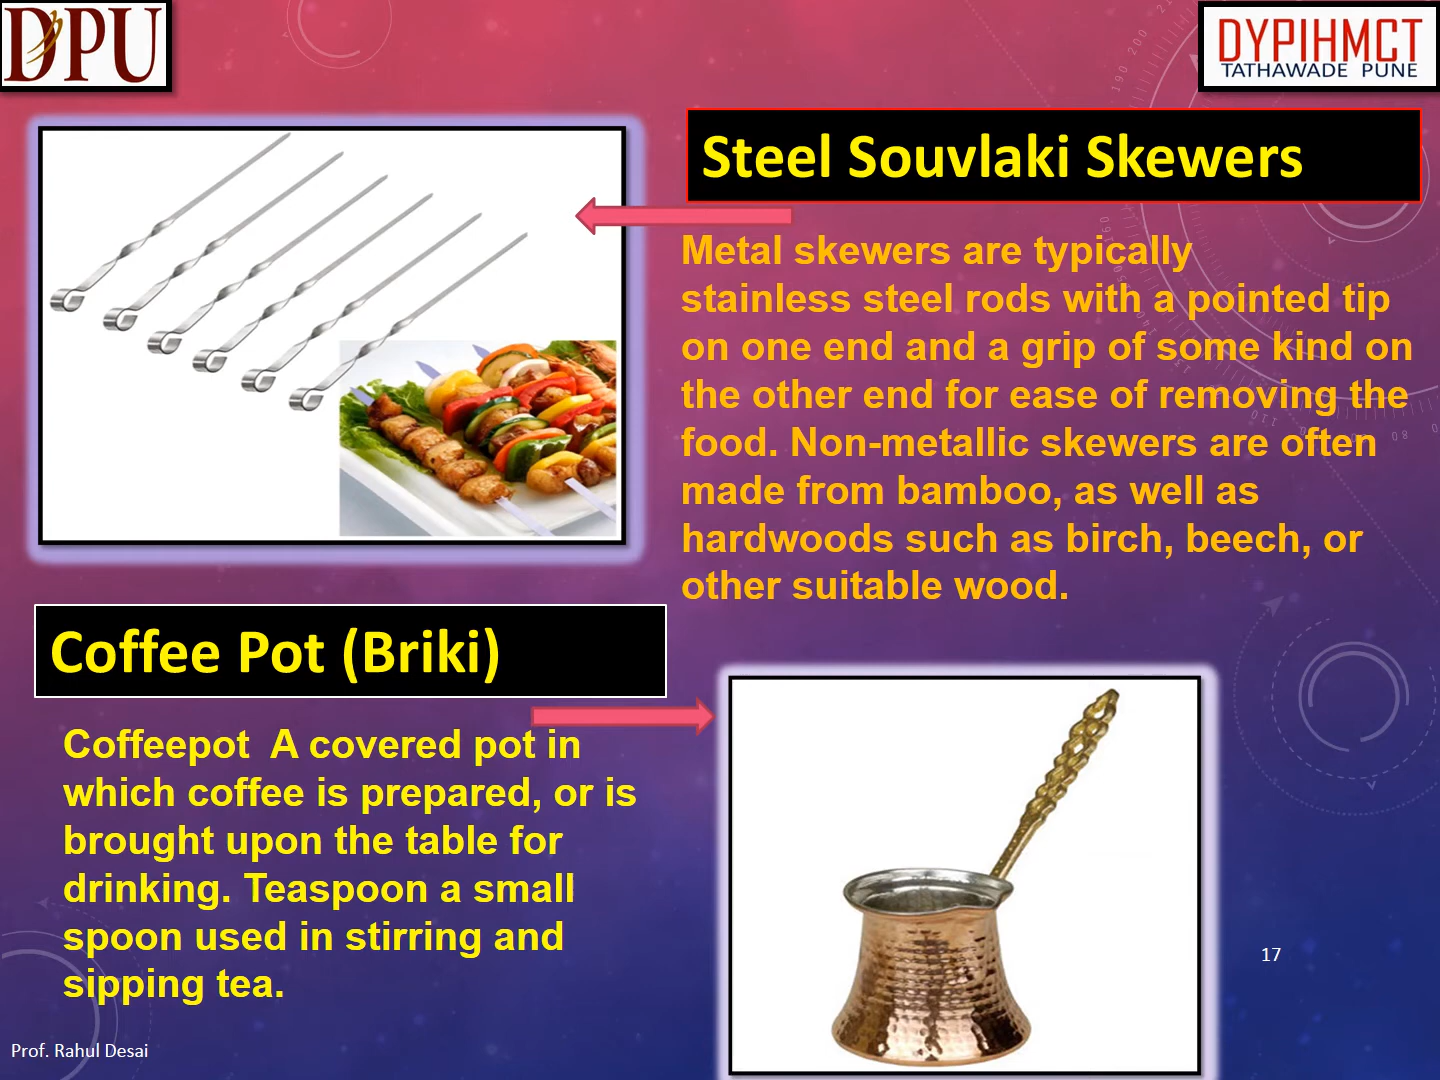 DPU
DYPIHMCT
TATHAWADE PUNE
Steel Souvlaki Skewers
Metal skewers are typically
stainless steel rods with a pointed tip
on one end and a grip of some kind on
the other end for ease of removing the
food. Non-metallic skewers are often
made from bamboo, as well as
hardwoods such as birch, beech, or
other suitable wood.
Coffee Pot (Briki)
Coffeepot A covered pot in
which coffee is prepared, or is
brought upon the table for
drinking. Teaspoon a small
spoon used in stirring and
sipping tea.
17
Prof. Rahul Desai